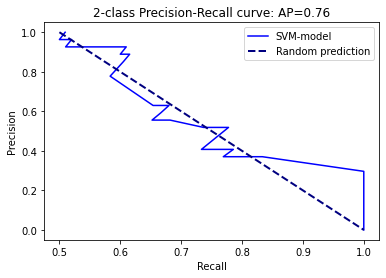 2-class Precision-Recall curve: AP=0.76
SVM-model
Random prediction
Precision
1.0
0.8
0.6
0.4
0.2
0.0
0.5 0.6 0.7 0.8 0.9 1.0
Recall